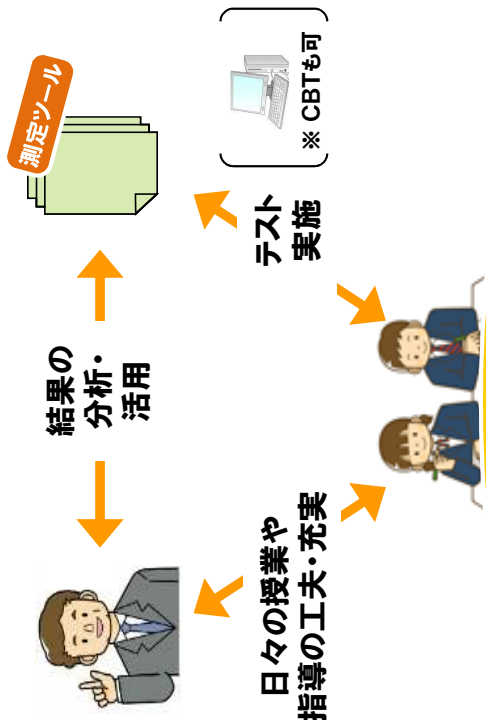 測定ツール
結果の
分析・
活用
テスト
実施
※ CBTも可
日々の授業や
指導の工夫・充実